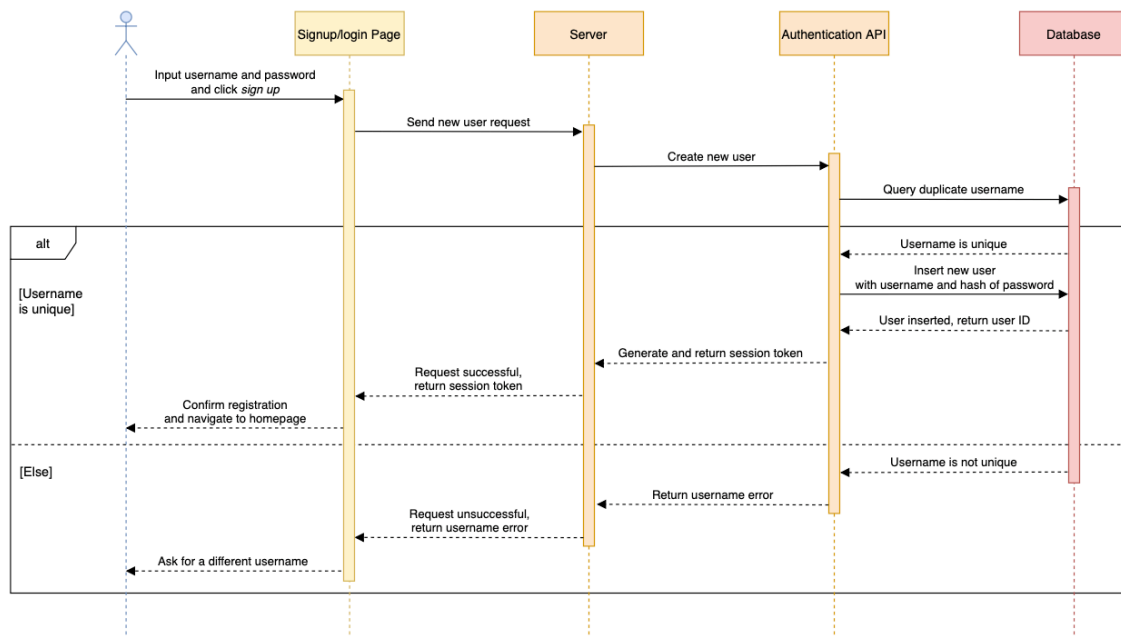 Signup/login Page
Server
Authentication API
Database
Input username and password
and click sign up
Send new user request
Create new user
Query duplicate username
alt
Username is unique
[Username
is unique]
Insert new user
with username and hash of password
User inserted, return user ID
Generate and return session token
Request successful,
return session token
Confirm registration
and navigate to homepage
[Else]
Username is not unique
Return username error
Request unsuccessful,
return username error
Ask for a different username